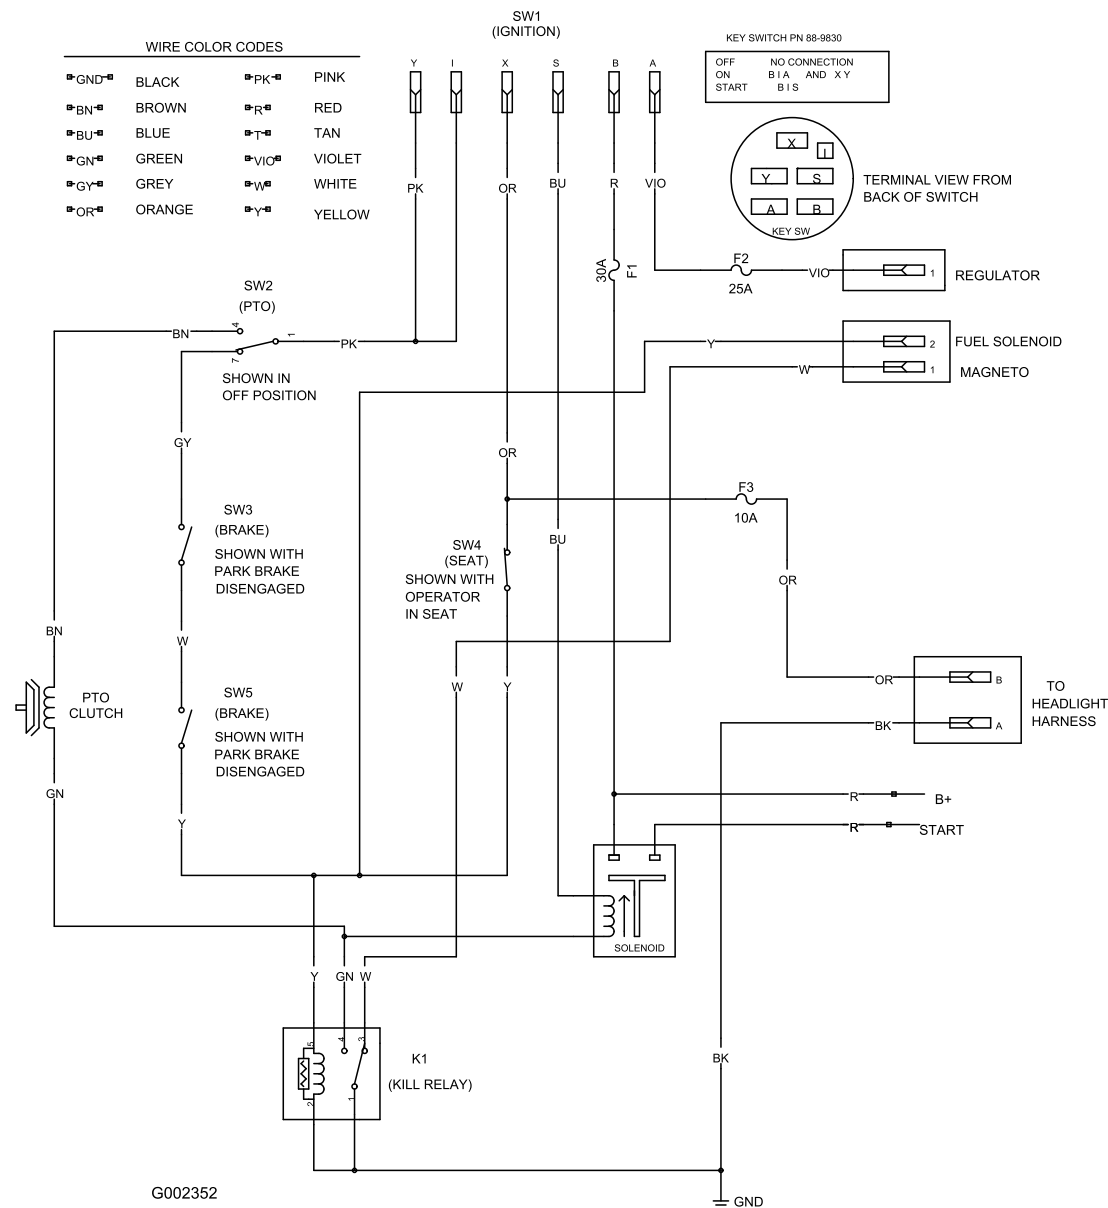 SW1
(IGNITION)
WIRE COLOR CODES
GND BLACK PK PINK
BN BROWN R RED
BU BLUE T TAN
GN GREEN VIO VIOLET
GY GREY W WHITE
OR ORANGE Y YELLOW
Y I X S B A
KEY SWITCH PN 88-9830
OFF NO CONNECTION
ON B I A AND X Y
START B I S
X
I
Y S
A B
KEY SW
TERMINAL VIEW FROM
BACK OF SWITCH
PK OR BU R VIO
30A F1
F2
25A
VIO
1 REGULATOR
SW2
(PTO)
BN 4
1
PK
7
SHOWN IN
OFF POSITION
Y
2 FUEL SOLENOID
W
1 MAGNETO
GY
OR
F3
10A
SW3
(BRAKE)
SHOWN WITH
PARK BRAKE
DISENGAGED
SW4
(SEAT)
SHOWN WITH
OPERATOR
IN SEAT
BU
OR
BN
W
W
Y
OR
B
TO
HEADLIGHT
HARNESS
BK
A
PTO
CLUTCH
SW5
(BRAKE)
SHOWN WITH
PARK BRAKE
DISENGAGED
GN
Y
R B+
R START
SOLENOID
Y GN W
5
4
3
2
1
K1
(KILL RELAY)
BK
G002352
GND